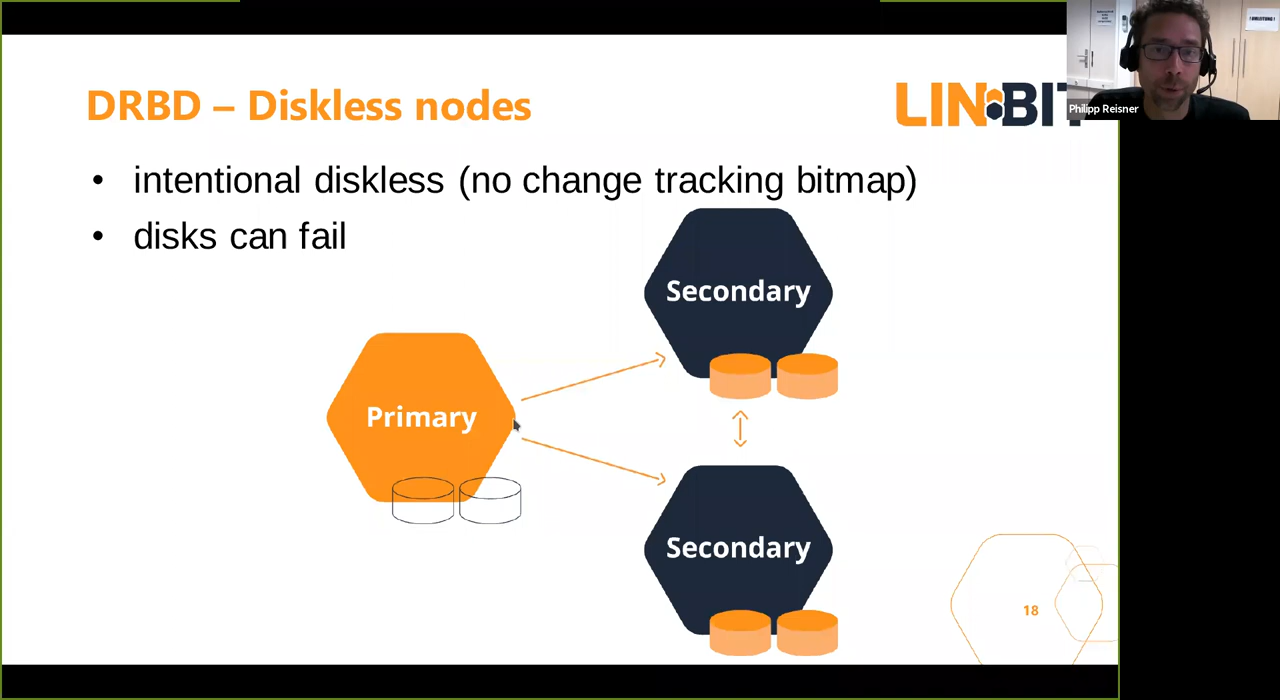 DRBD – Diskless nodes
LINBIT
Philipp Reisner
• intentional diskless (no change tracking bitmap)
• disks can fail
Secondary
Primary
Secondary
18